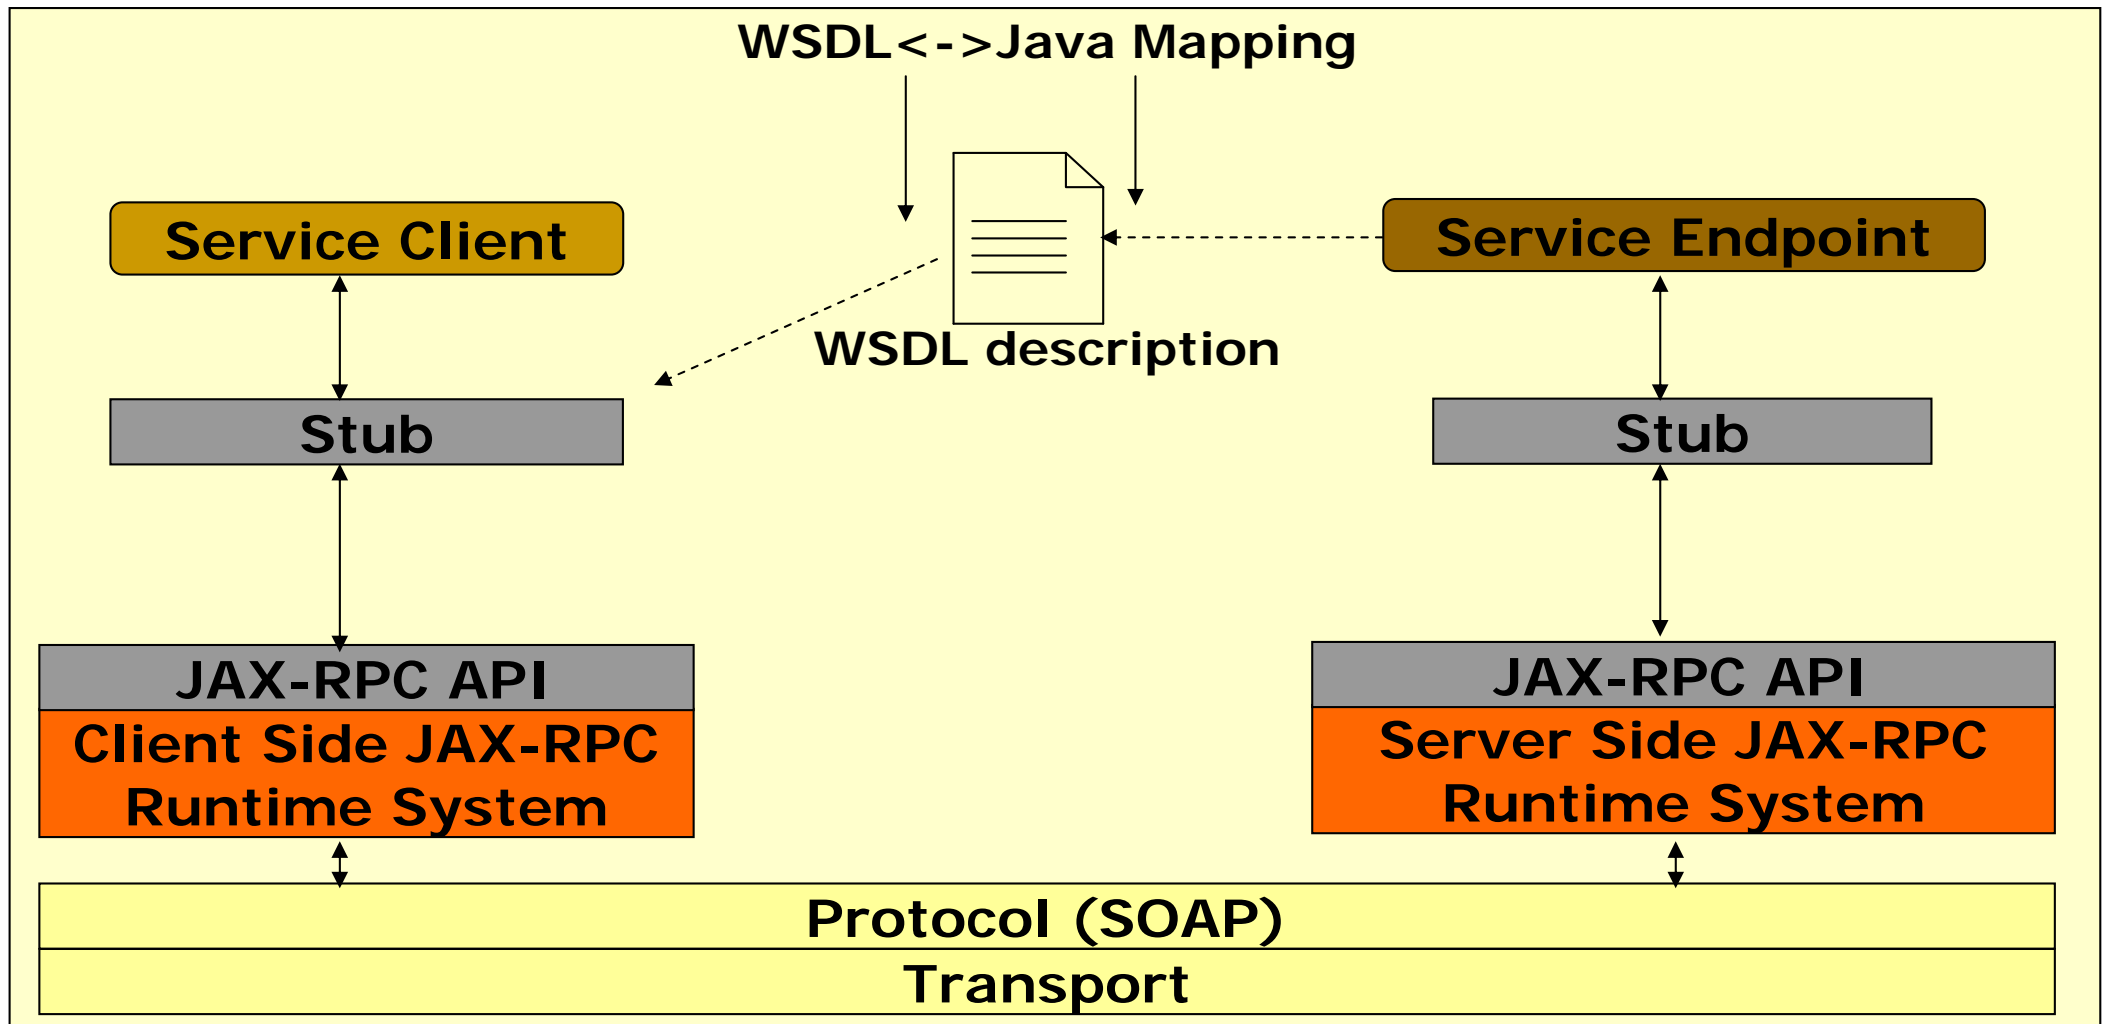 WSDL<->Java Mapping
Service Client
Service Endpoint
WSDL description
Stub
Stub
JAX-RPC API
Client Side JAX-RPC
Runtime System
JAX-RPC API
Server Side JAX-RPC
Runtime System
Protocol (SOAP)
Transport